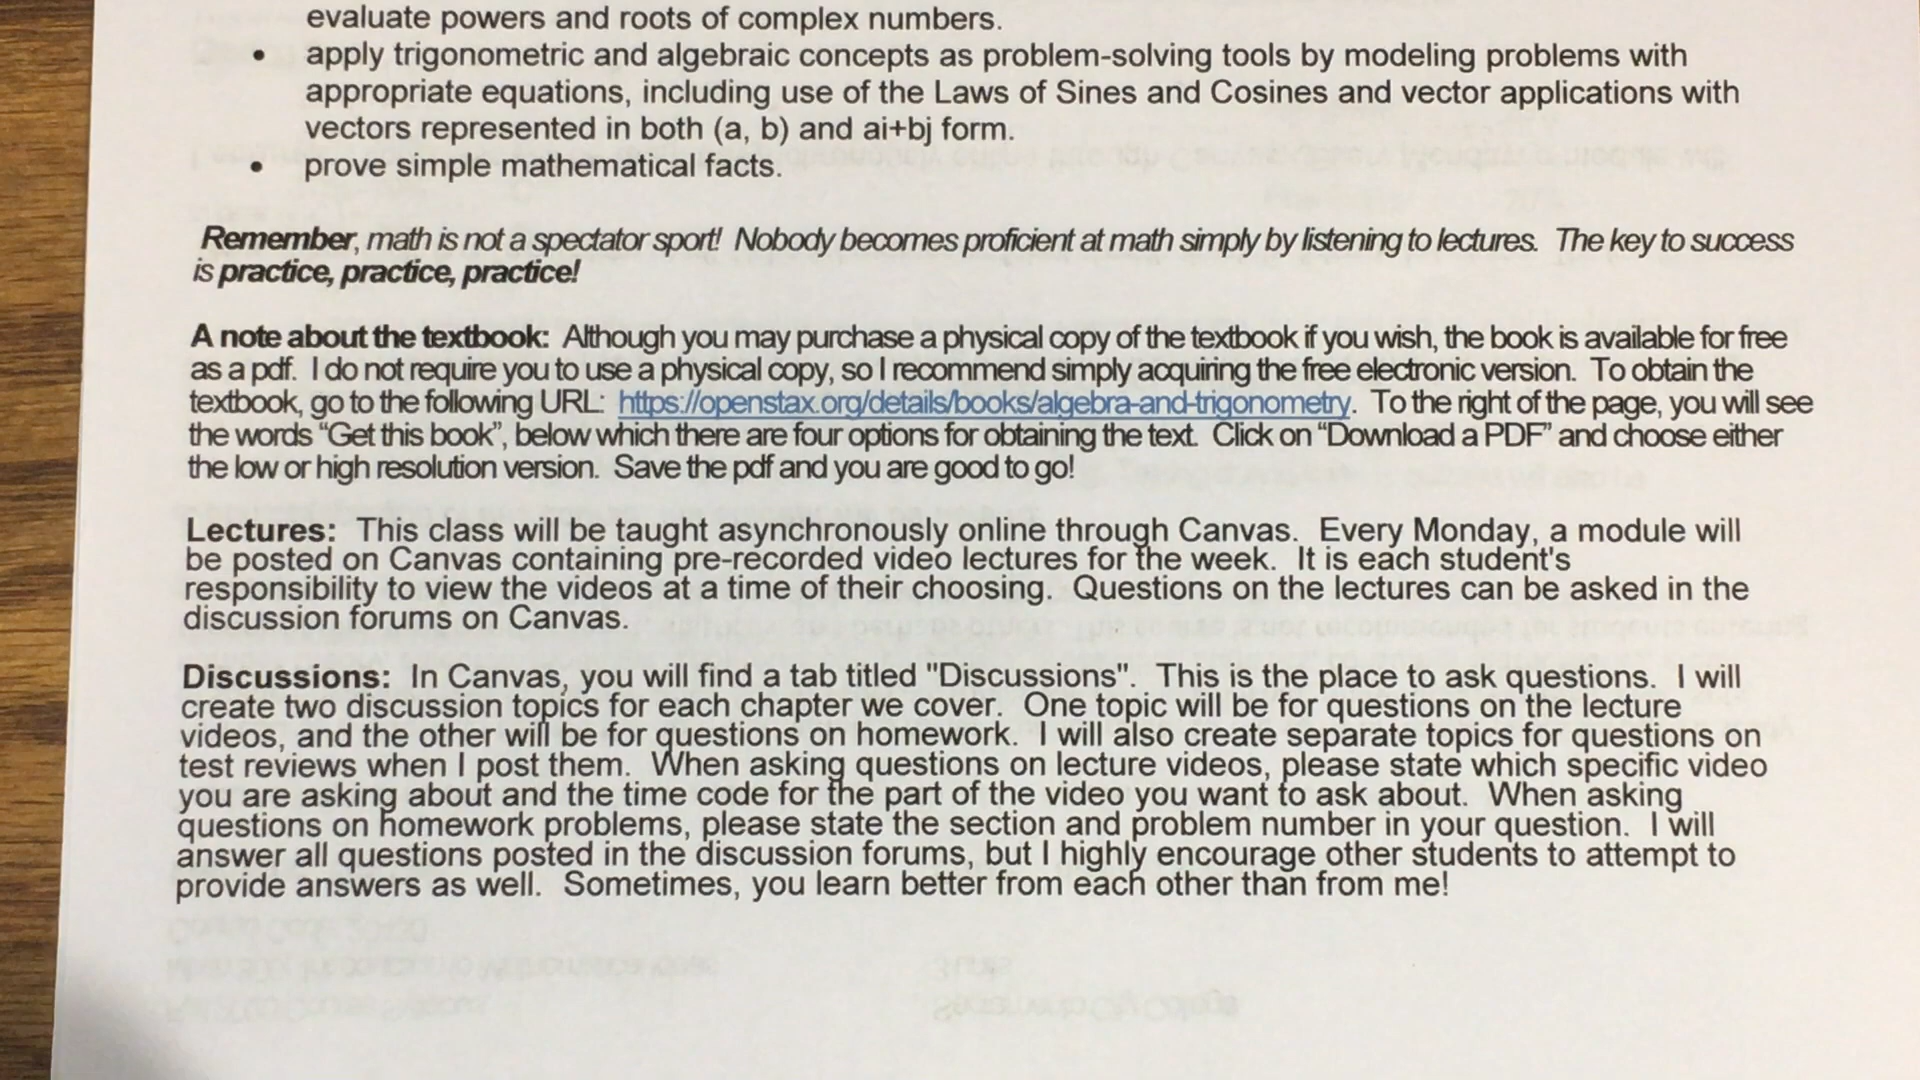 evaluate powers and roots of complex numbers.
• apply trigonometric and algebraic concepts as problem-solving tools by modeling problems with
appropriate equations, including use of the Laws of Sines and Cosines and vector applications with
vectors represented in both (a, b) and ai+bj form.
• prove simple mathematical facts.
Remember, math is not a spectator sport! Nobody becomes proficient at math simply by listening to lectures. The key to success
is practice, practice, practice!
A note about the textbook: Although you may purchase a physical copy of the textbook if you wish, the book is available for free
as a pdf. I do not require you to use a physical copy, so I recommend simply acquiring the free electronic version. To obtain the
textbook, go to the following URL: https://openstax.org/details/books/algebra-and-trigonometry. To the right of the page, you will see
the words “Get this book”, below which there are four options for obtaining the text. Click on “Download a PDF” and choose either
the low or high resolution version. Save the pdf and you are good to go!
Lectures: This class will be taught asynchronously online through Canvas. Every Monday, a module will
be posted on Canvas containing pre-recorded video lectures for the week. It is each student's
responsibility to view the videos at a time of their choosing. Questions on the lectures can be asked in the
discussion forums on Canvas.
Discussions: In Canvas, you will find a tab titled "Discussions". This is the place to ask questions. I will
create two discussion topics for each chapter we cover. One topic will be for questions on the lecture
videos, and the other will be for questions on homework. I will also create separate topics for questions on
test reviews when I post them. When asking questions on lecture videos, please state which specific video
you are asking about and the time code for the part of the video you want to ask about. When asking
questions on homework problems, please state the section and problem number in your question. I will
answer all questions posted in the discussion forums, but I highly encourage other students to attempt to
provide answers as well. Sometimes, you learn better from each other than from me!